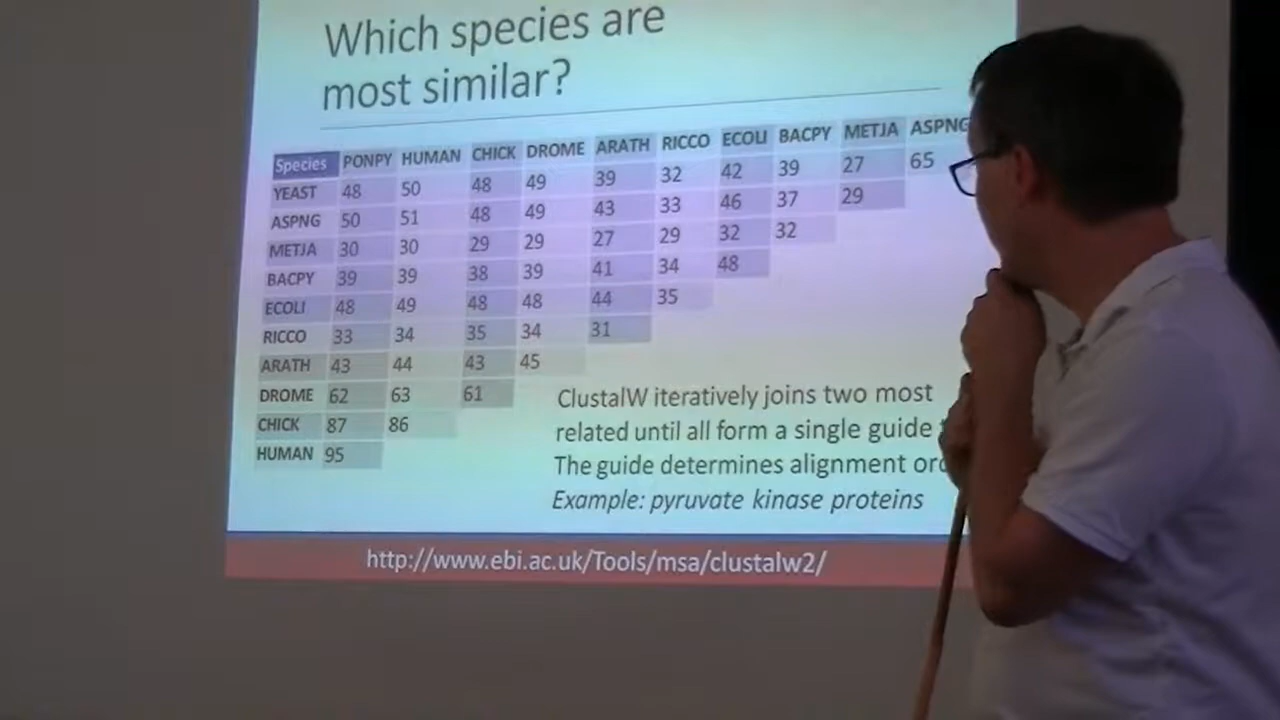 Which species are
most similar?
Species PONPY HUMAN CHICK DROME ARATH RICCO ECOLI BACPY METJA ASPNG
YEAST 48 50 48 49 39 32 42 39 27 65
ASPNG 50 51 48 49 43 33 46 37 29
METJA 30 30 29 29 27 29 32 32
BACPY 39 39 38 39 41 34 48
ECOLI 48 49 48 48 44 35
RICCO 33 34 35 34 31
ARATH 43 44 43 45
DROME 62 63 61
CHICK 87 86
HUMAN 95
ClustalW iteratively joins two most
related until all form a single guide
The guide determines alignment
Example: pyruvate kinase proteins
http://www.ebi.ac.uk/Tools/msa/clustalw2/